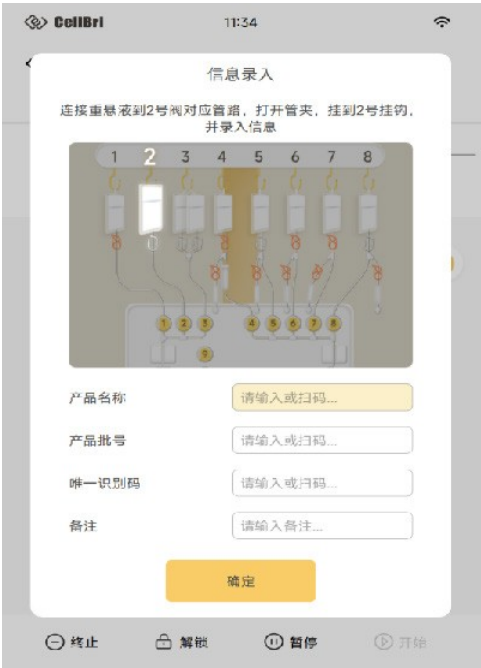 CellBri
11:34
信息录入
连接重悬液到2号阀对应管路，打开管夹，挂到2号挂钩，
并录入信息
1 2 3 4 5 6 7 8
1 2 3 4 5 6 7 8
9
产品名称 请输入或扫码...
产品批号 请输入或扫码...
唯一识别码 请输入或扫码...
备注 请输入备注...
确定
终止 解锁 暂停 开始